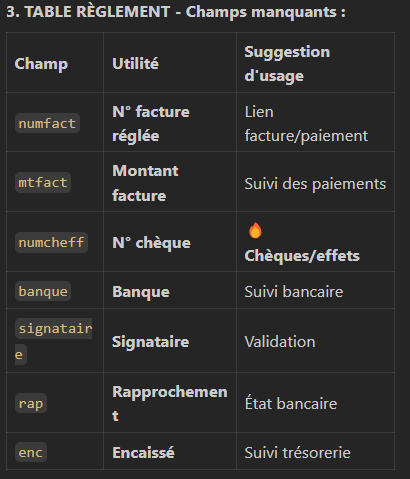 3. TABLE RÈGLEMENT - Champs manquants :
Champ Utilité Suggestion d'usage
numfact N° facture réglée Lien facture/paiement
mtfact Montant facture Suivi des paiements
numcheff N° chèque 🔥 Chèques/effets
banque Banque Suivi bancaire
signataire Signataire Validation
rap Rapprochement État bancaire
enc Encaissé Suivi trésorerie